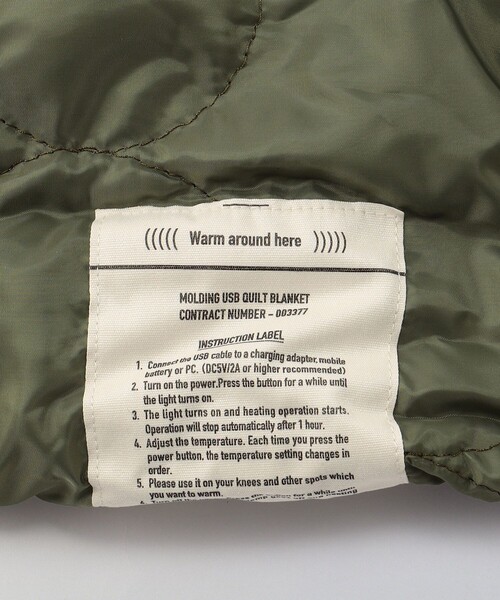 ((((( Warm around here )))))
MOLDING USB QUILT BLANKET
CONTRACT NUMBER - 003377
INSTRUCTION LABEL
1. Connect the USB cable to a charging adapter, mobile
battery or PC. (DC5V/2A or higher recommended)
2. Turn on the power.Press the button for a while until
the light turns on.
3. The light turns on and heating operation starts.
Operation will stop automatically after 1 hour.
4. Adjust the temperature. Each time you press the
power button, the temperature setting changes in
order.
5. Please use it on your knees and other spots which
you want to warm.